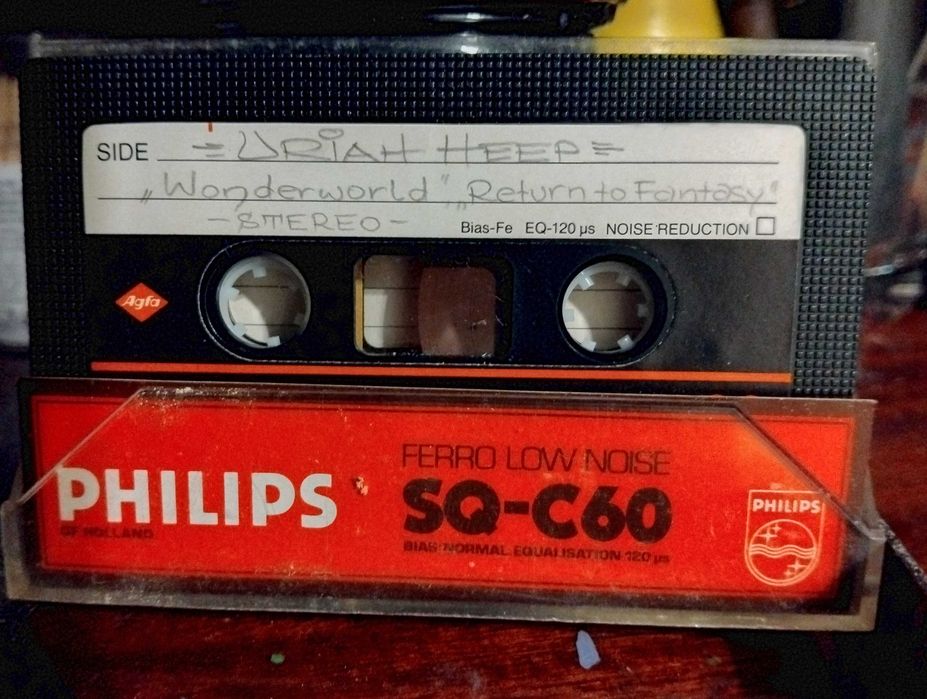 SIDE = URIAH HEEP =
„Wonderworld" „Return to Fantasy"
- STEREO - Bias-Fe EQ-120 µs NOISE REDUCTION
Agfa
PHILIPS
OF HOLLAND
FERRO LOW NOISE
SQ-C60
BIAS: NORMAL EQUALISATION 120 µs
PHILIPS